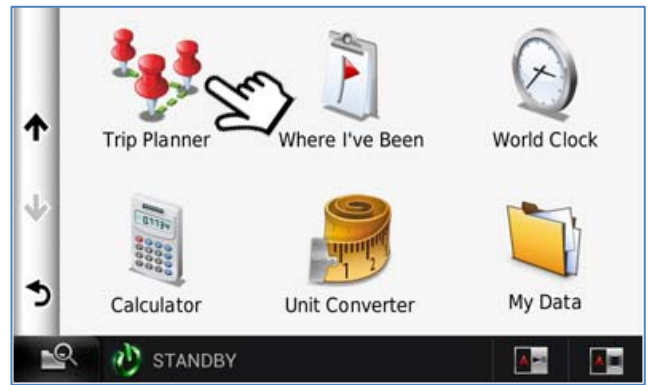 Trip Planner
Where I've Been
World Clock
Calculator
Unit Converter
My Data
STANDBY